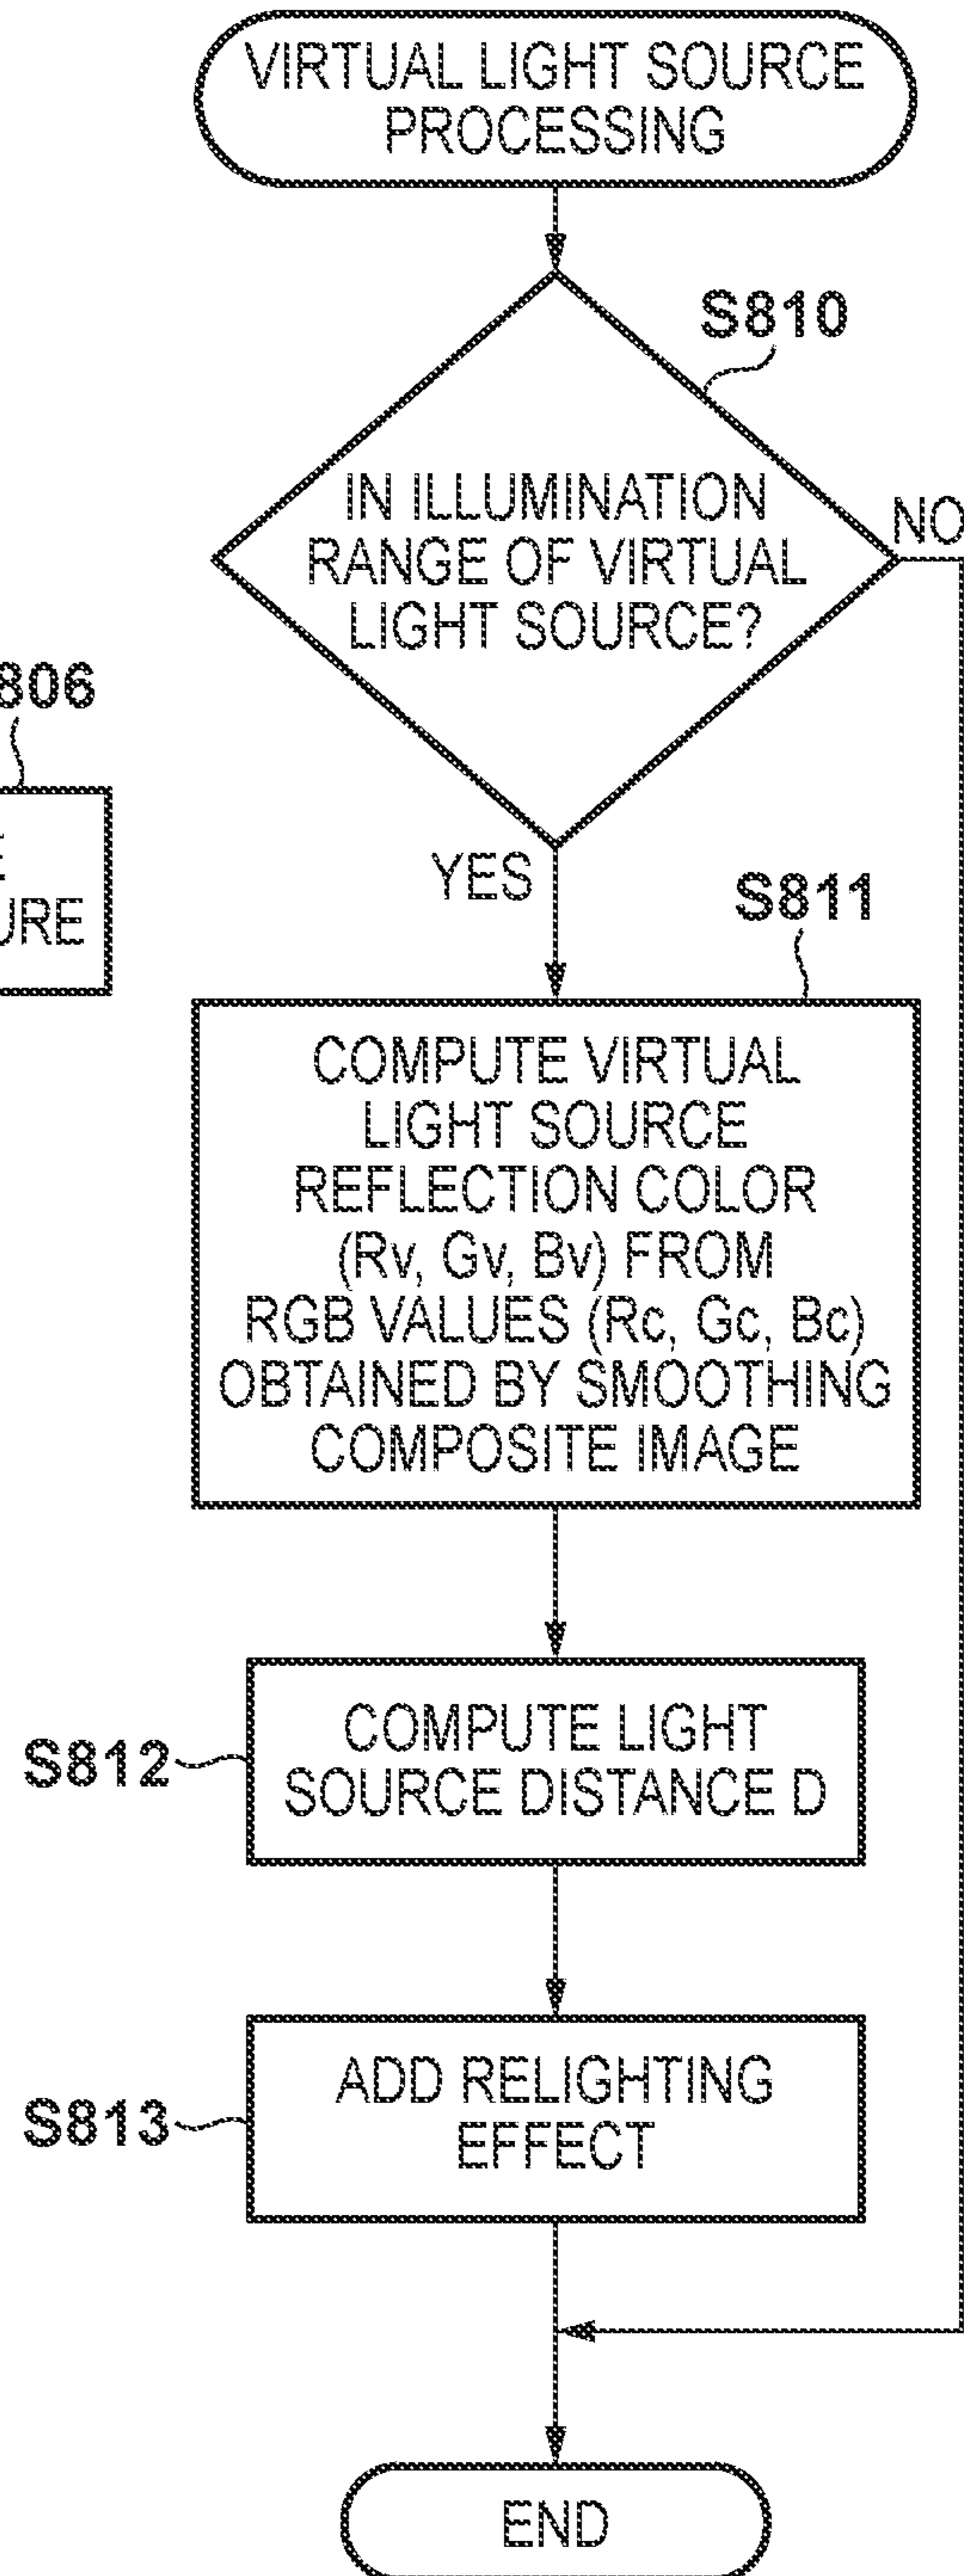 VIRTUAL LIGHT SOURCE
PROCESSING
S810
IN ILLUMINATION
RANGE OF VIRTUAL
LIGHT SOURCE?
NO
806
URE
YES
S811
COMPUTE VIRTUAL
LIGHT SOURCE
REFLECTION COLOR
(Rv, Gv, Bv) FROM
RGB VALUES (Rc, Gc, Bc)
OBTAINED BY SMOOTHING
COMPOSITE IMAGE
S812
COMPUTE LIGHT
SOURCE DISTANCE D
S813
ADD RELIGHTING
EFFECT
END